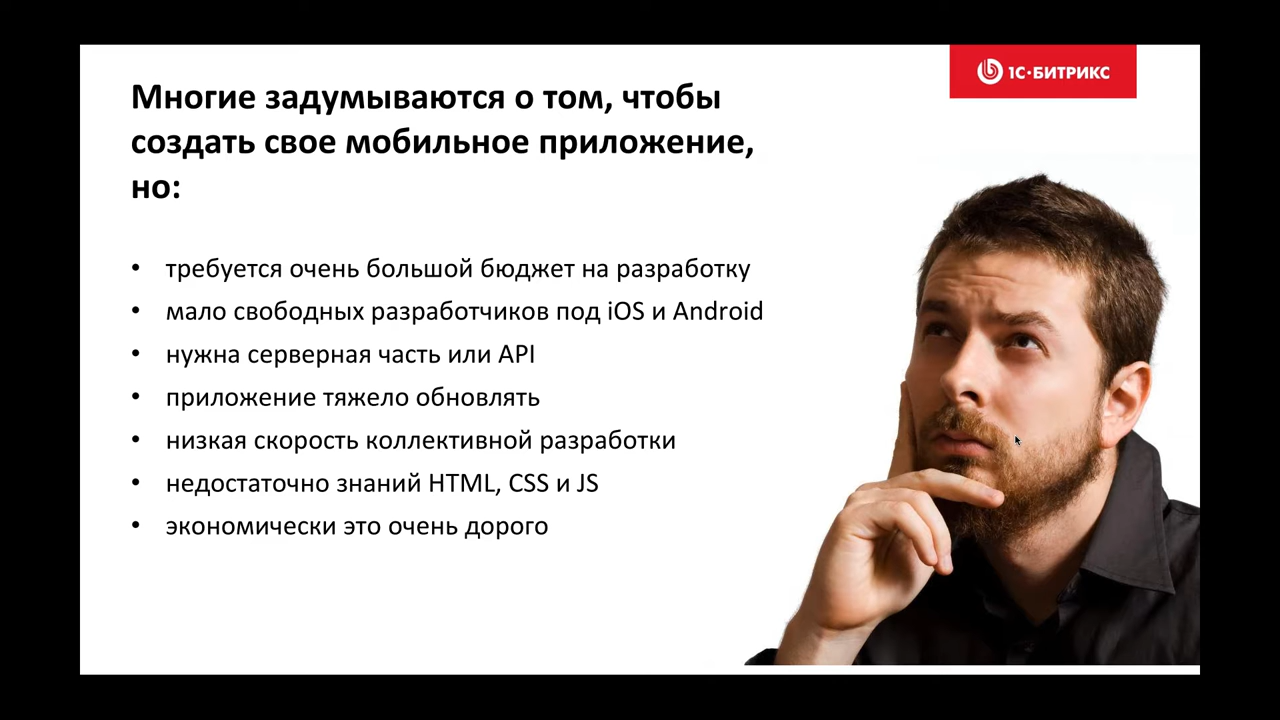 1С·БИТРИКС
Многие задумываются о том, чтобы
создать свое мобильное приложение,
но:
• требуется очень большой бюджет на разработку
• мало свободных разработчиков под iOS и Android
• нужна серверная часть или API
• приложение тяжело обновлять
• низкая скорость коллективной разработки
• недостаточно знаний HTML, CSS и JS
• экономически это очень дорого